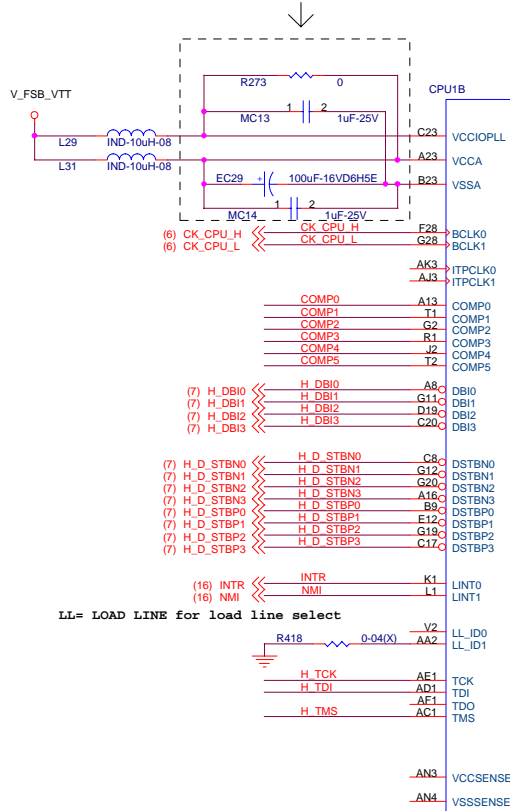 R273 0
V_FSB_VTT
CPU1B
MC13 1 2 1uF-25V
L29 IND-10uH-08 C23 VCCIOPLL
L31 IND-10uH-08 A23 VCCA
EC29 + 100uF-16VD6H5E B23 VSSA
MC14 1 2 1uF-25V
(6) CK_CPU_H CK_CPU_H F28 BCLK0
(6) CK_CPU_L CK_CPU_L G28 BCLK1
AK3 ITPCLK0
AJ3 ITPCLK1
COMP0 A13 COMP0
COMP1 T1 COMP1
COMP2 G2 COMP2
COMP3 R1 COMP3
COMP4 J2 COMP4
COMP5 T2 COMP5
(7) H_DBI0 H_DBI0 A8 DBI0
(7) H_DBI1 H_DBI1 G11 DBI1
(7) H_DBI2 H_DBI2 D19 DBI2
(7) H_DBI3 H_DBI3 C20 DBI3
(7) H_D_STBN0 H_D_STBN0 C8 DSTBN0
(7) H_D_STBN1 H_D_STBN1 G12 DSTBN1
(7) H_D_STBN2 H_D_STBN2 G20 DSTBN2
(7) H_D_STBN3 H_D_STBN3 A16 DSTBN3
(7) H_D_STBP0 H_D_STBP0 B9 DSTBP0
(7) H_D_STBP1 H_D_STBP1 E12 DSTBP1
(7) H_D_STBP2 H_D_STBP2 G19 DSTBP2
(7) H_D_STBP3 H_D_STBP3 C17 DSTBP3
(16) INTR INTR K1 LINT0
(16) NMI NMI L1 LINT1
LL= LOAD LINE for load line select
V2 LL_ID0
R418 0-04(X) AA2 LL_ID1
H_TCK AE1 TCK
H_TDI AD1 TDI
AF1 TDO
H_TMS AC1 TMS
AN3 VCCSENSE
AN4 VSSSENSE